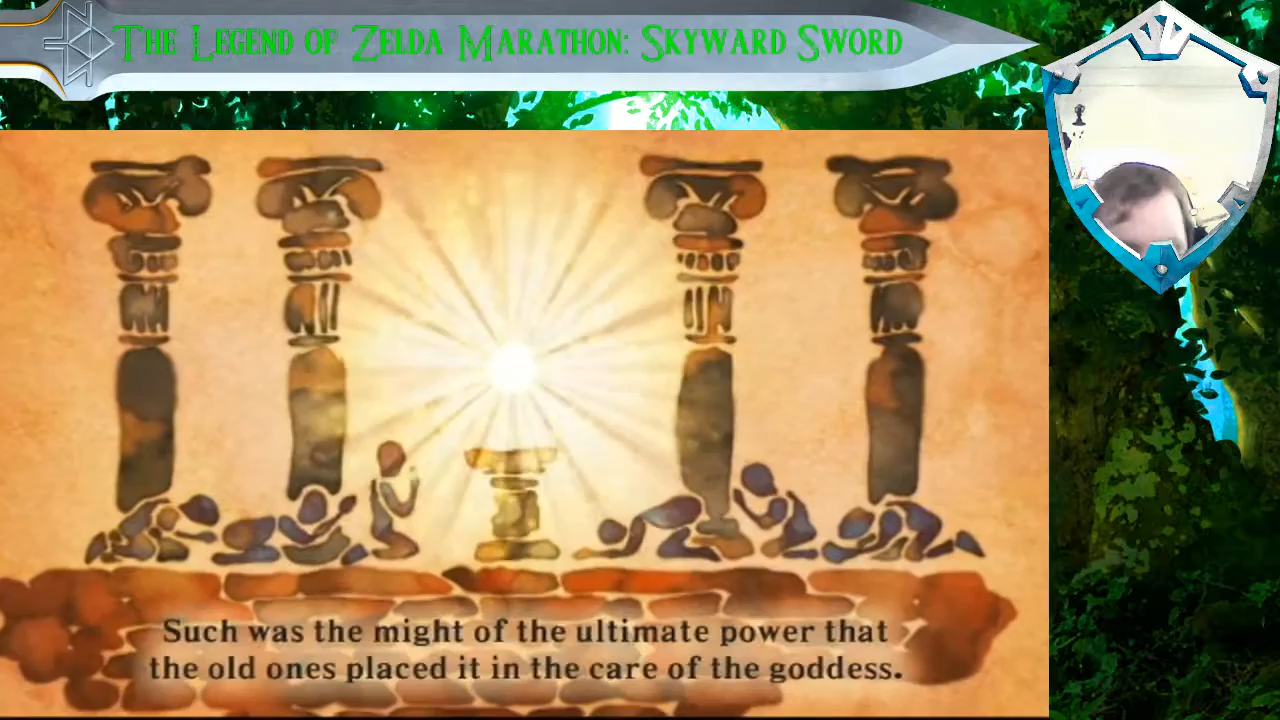 The Legend of Zelda Marathon: Skyward Sword
Such was the might of the ultimate power that
the old ones placed it in the care of the goddess.